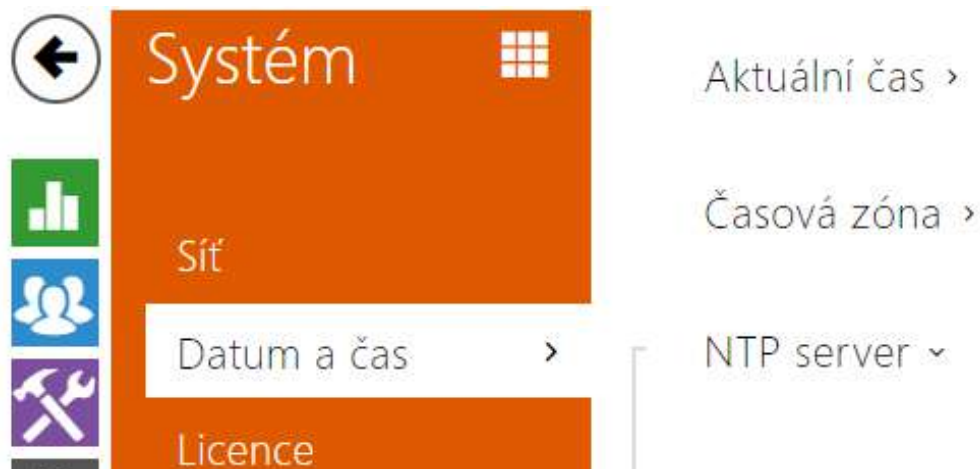 Systém
Síť
Datum a čas
Licence
Aktuální čas
Časová zóna
NTP server